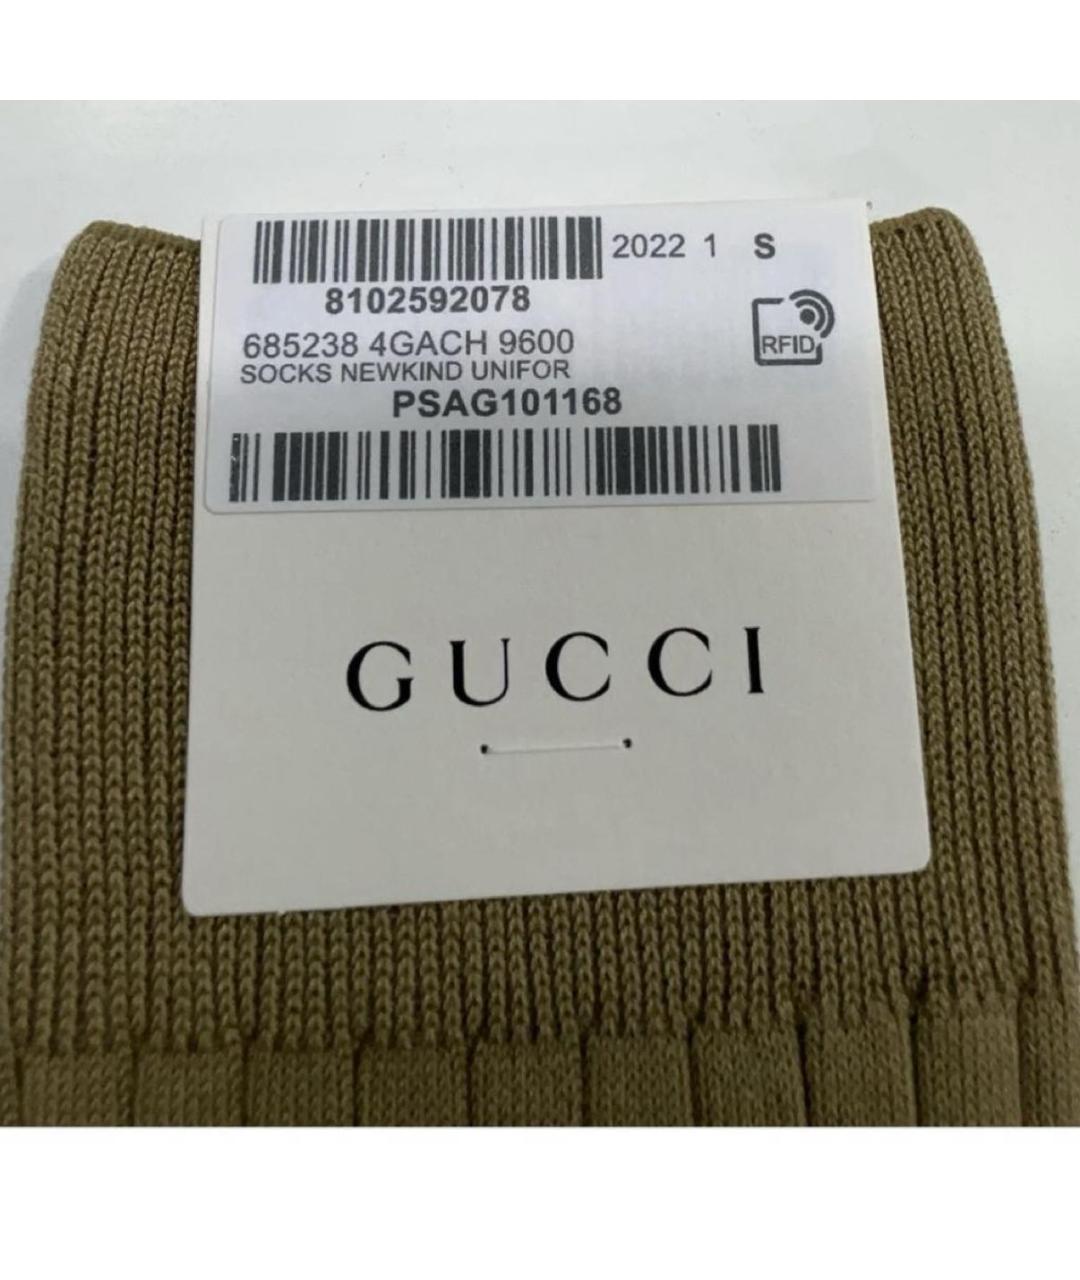 2022 1 S
8102592078
685238 4GACH 9600
RFID
SOCKS NEWKIND UNIFOR
PSAG101168
GUCCI